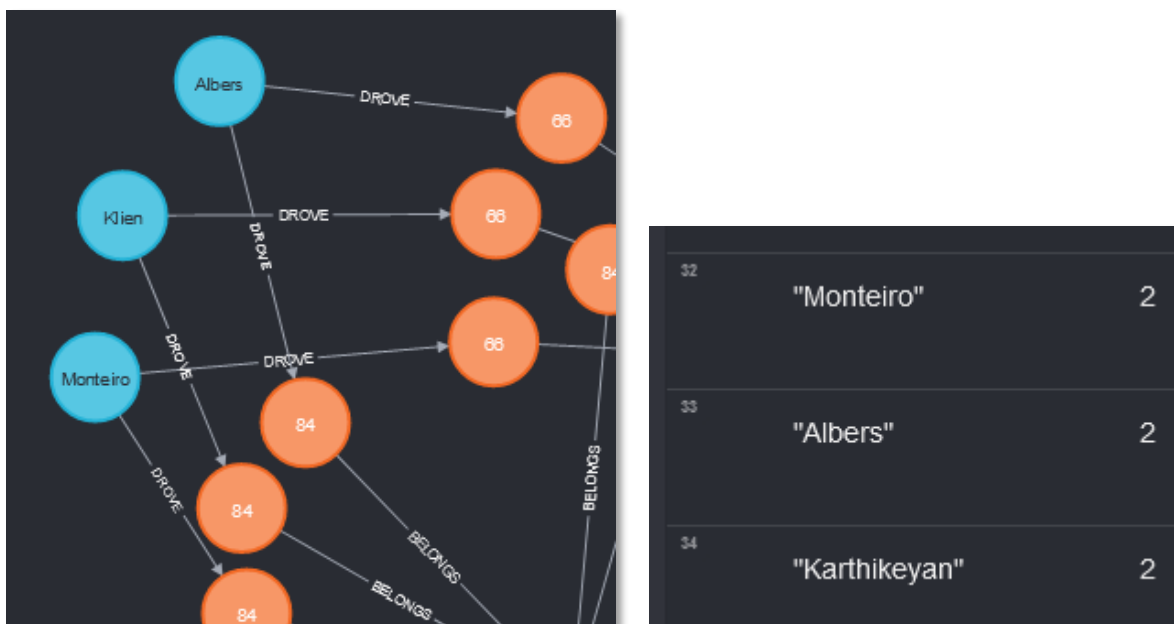 Albers
DROVE
66
Klien
DROVE
66
DROVE
84
DROVE
Monteiro
DROVE
66
84
DROVE
84
84
BELONGS
BELONGS
BELONGS
32
"Monteiro" 2
33
"Albers" 2
34
"Karthikeyan" 2